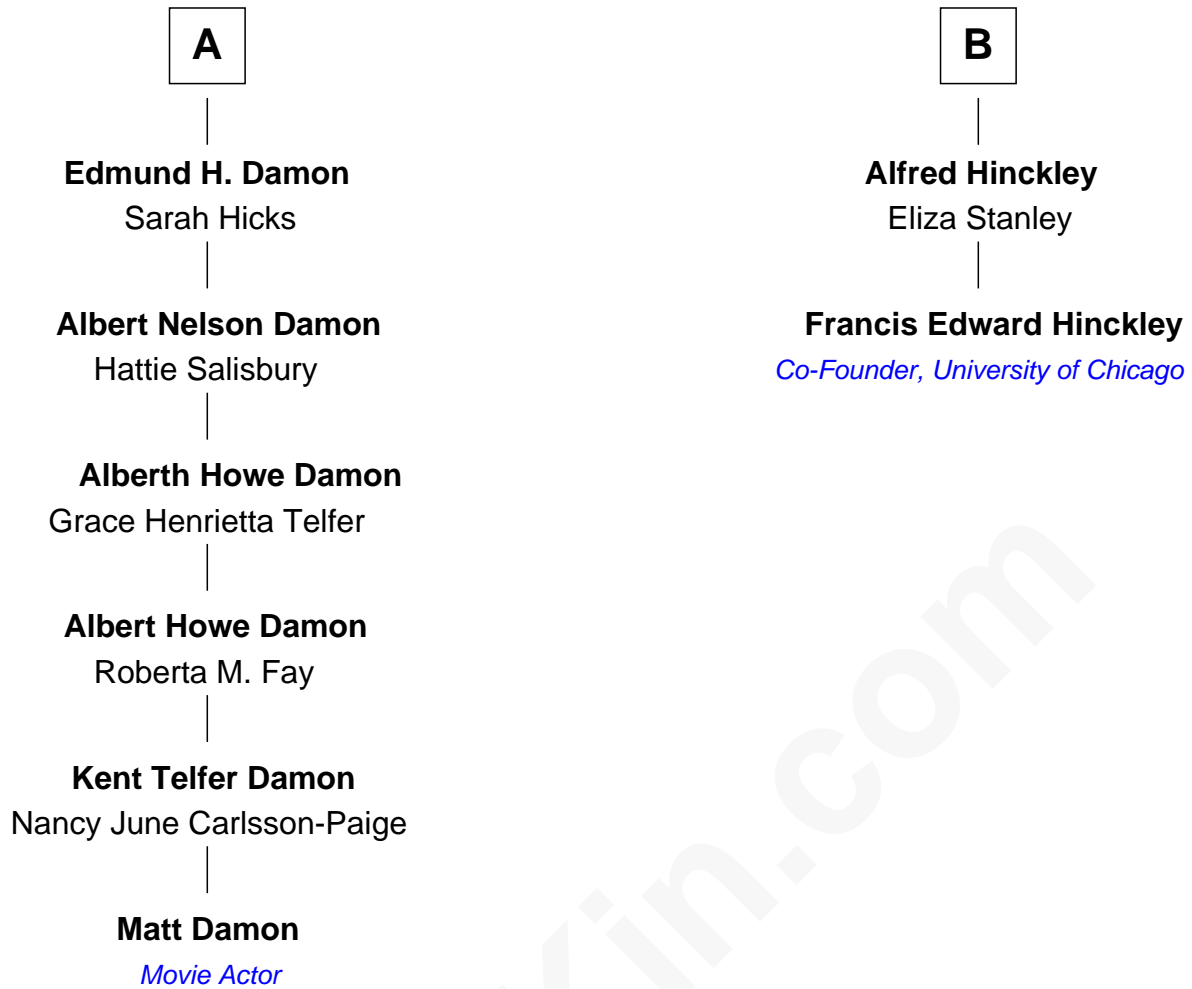 A
Edmund H. Damon
Sarah Hicks
Albert Nelson Damon
Hattie Salisbury
Alberth Howe Damon
Grace Henrietta Telfer
Albert Howe Damon
Roberta M. Fay
Kent Telfer Damon
Nancy June Carlsson-Paige
Matt Damon
Movie Actor
B
Alfred Hinckley
Eliza Stanley
Francis Edward Hinckley
Co-Founder, University of Chicago